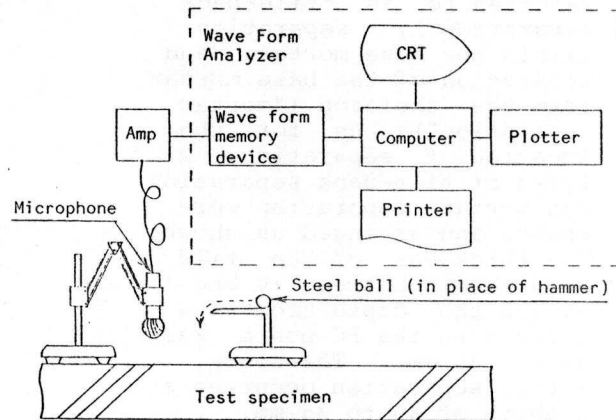 Wave Form
Analyzer
CRT
Amp
Wave form
memory
device
Computer
Plotter
Printer
Microphone
Steel ball (in place of hammer)
Test specimen